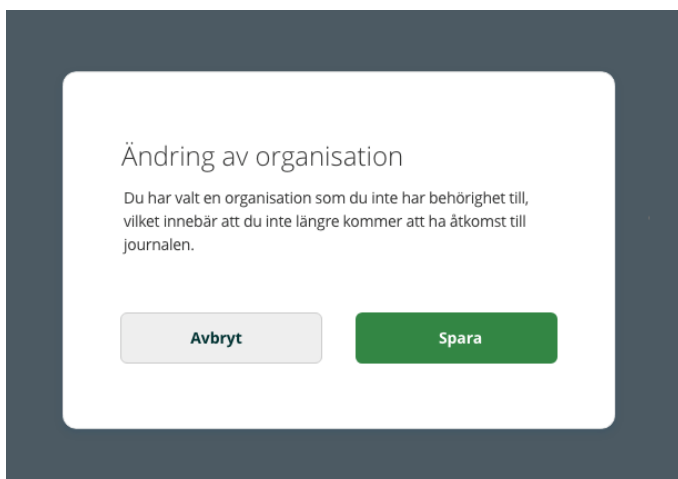 Ändring av organisation
Du har valt en organisation som du inte har behörighet till,
vilket innebär att du inte längre kommer att ha åtkomst till
journalen.
Avbryt
Spara